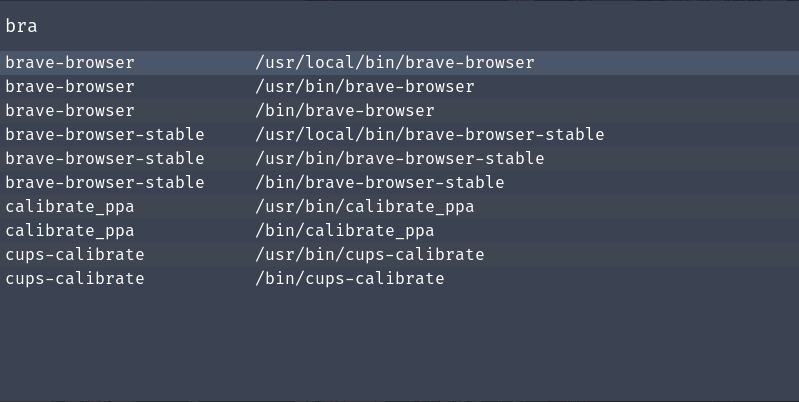 bra
brave-browser /usr/local/bin/brave-browser
brave-browser /usr/bin/brave-browser
brave-browser /bin/brave-browser
brave-browser-stable /usr/local/bin/brave-browser-stable
brave-browser-stable /usr/bin/brave-browser-stable
brave-browser-stable /bin/brave-browser-stable
calibrate_ppa /usr/bin/calibrate_ppa
calibrate_ppa /bin/calibrate_ppa
cups-calibrate /usr/bin/cups-calibrate
cups-calibrate /bin/cups-calibrate